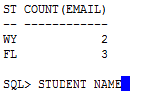 ST COUNT(EMAIL)
-- ------------
WY            2
FL            3
SQL> STUDENT NAME